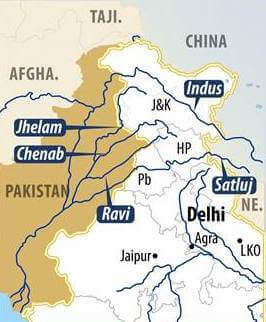 TAJI.
CHINA
AFGHA.
Indus
J&K
Jhelam
Chenab
HP
PAKISTAN
Pb
Satluj
NE.
Ravi
Delhi
Agra
LKO
Jaipur